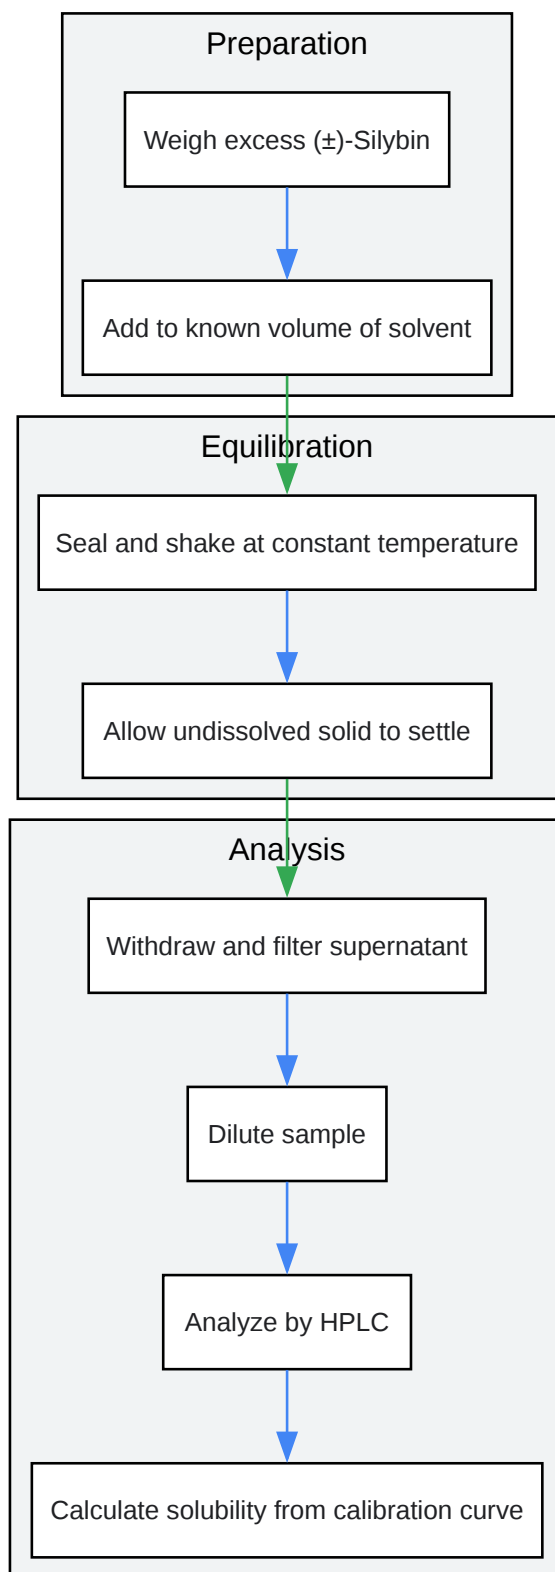 Preparation
Weigh excess (±)-Silybin
Add to known volume of solvent
Equilibration
Seal and shake at constant temperature
Allow undissolved solid to settle
Analysis
Withdraw and filter supernatant
Dilute sample
Analyze by HPLC
Calculate solubility from calibration curve